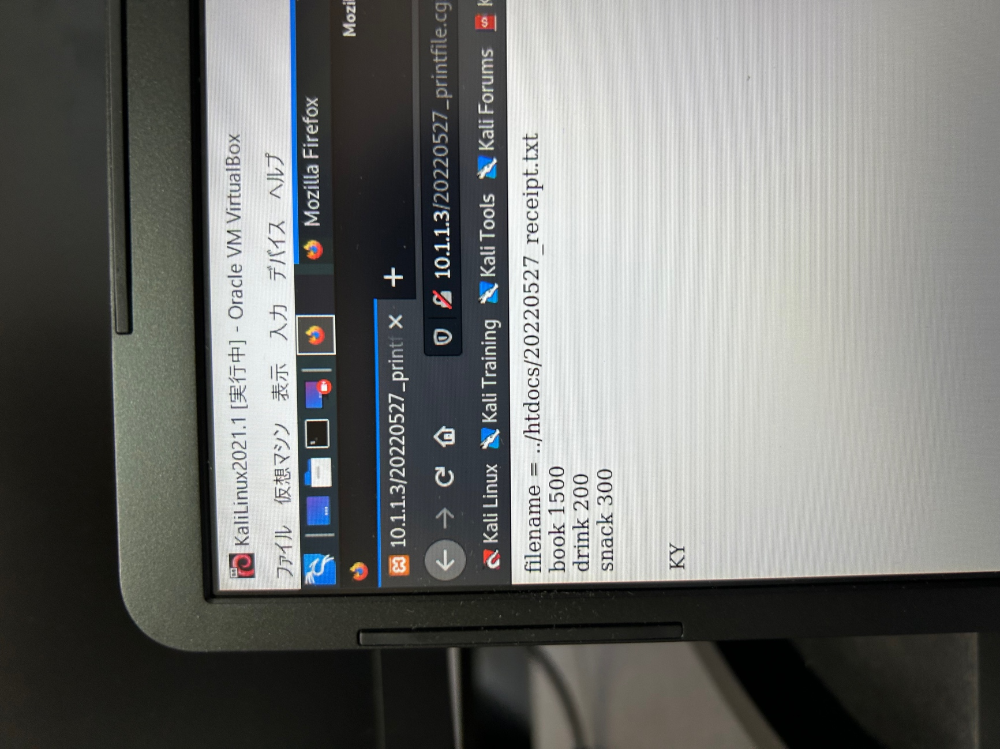 KaliLinux2021.1 [実行中] - Oracle VM VirtualBox
ファイル 仮想マシン 表示 入力 デバイス ヘルプ
Mozilla Firefox
10.1.1.3/20220527_printf
10.1.1.3/20220527_printfile.cg
Kali Linux Kali Training Kali Tools Kali Forums
filename = ../htdocs/20220527_receipt.txt
book 1500
drink 200
snack 300
KY